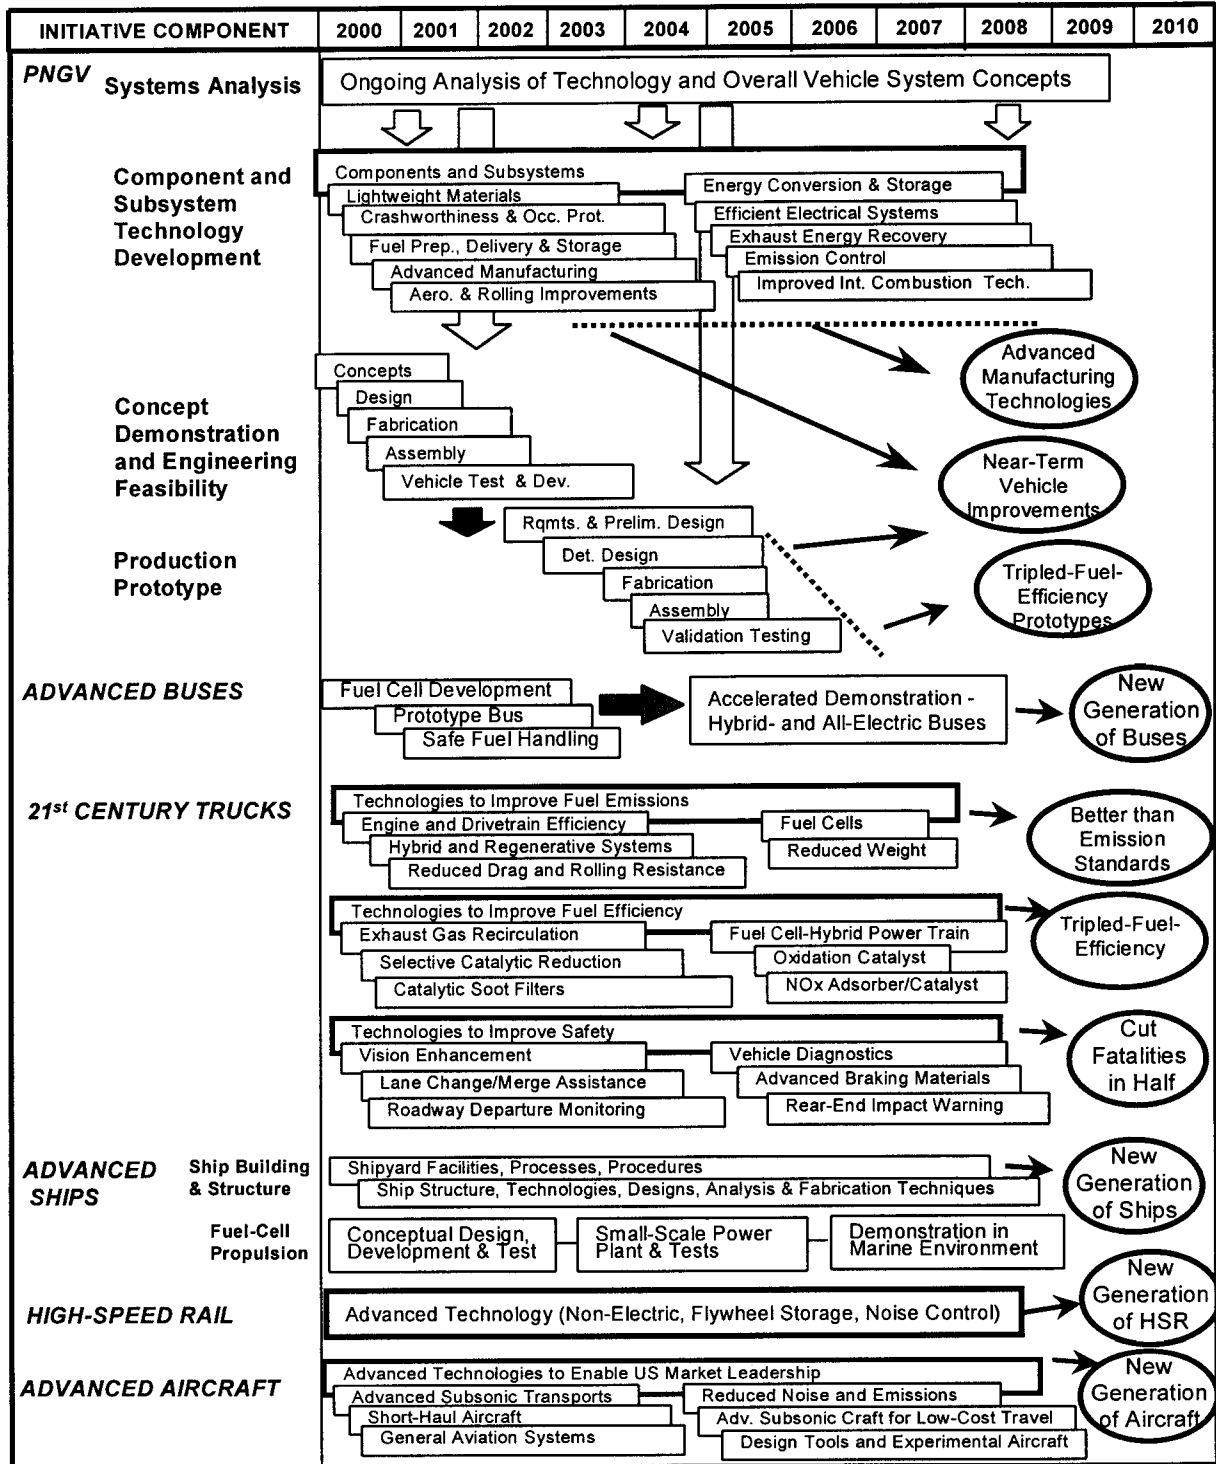 INITIATIVE COMPONENT 2000 2001 2002 2003 2004 2005 2006 2007 2008 2009 2010
PNGV
Systems Analysis
Ongoing Analysis of Technology and Overall Vehicle System Concepts
Component and
Subsystem
Technology
Development
Components and Subsystems
Lightweight Materials
Crashworthiness & Occ. Prot.
Fuel Prep., Delivery & Storage
Advanced Manufacturing
Aero. & Rolling Improvements
Energy Conversion & Storage
Efficient Electrical Systems
Exhaust Energy Recovery
Emission Control
Improved Int. Combustion Tech.
Advanced
Manufacturing
Technologies
Concept
Demonstration
and Engineering
Feasibility
Concepts
Design
Fabrication
Assembly
Vehicle Test & Dev.
Near-Term
Vehicle
Improvements
Production
Prototype
Rqmts. & Prelim. Design
Det. Design
Fabrication
Assembly
Validation Testing
Tripled-Fuel-
Efficiency
Prototypes
ADVANCED BUSES
Fuel Cell Development
Prototype Bus
Safe Fuel Handling
Accelerated Demonstration -
Hybrid- and All-Electric Buses
New
Generation
of Buses
21st CENTURY TRUCKS
Technologies to Improve Fuel Emissions
Engine and Drivetrain Efficiency
Hybrid and Regenerative Systems
Reduced Drag and Rolling Resistance
Fuel Cells
Reduced Weight
Better than
Emission
Standards
Technologies to Improve Fuel Efficiency
Exhaust Gas Recirculation
Selective Catalytic Reduction
Catalytic Soot Filters
Fuel Cell-Hybrid Power Train
Oxidation Catalyst
NOx Adsorber/Catalyst
Tripled-Fuel-
Efficiency
Technologies to Improve Safety
Vision Enhancement
Lane Change/Merge Assistance
Roadway Departure Monitoring
Vehicle Diagnostics
Advanced Braking Materials
Rear-End Impact Warning
Cut
Fatalities
in Half
ADVANCED
SHIPS
Ship Building
& Structure
Shipyard Facilities, Processes, Procedures
Ship Structure, Technologies, Designs, Analysis & Fabrication Techniques
New
Generation
of Ships
Fuel-Cell
Propulsion
Conceptual Design,
Development & Test
Small-Scale Power
Plant & Tests
Demonstration in
Marine Environment
HIGH-SPEED RAIL
Advanced Technology (Non-Electric, Flywheel Storage, Noise Control)
New
Generation
of HSR
ADVANCED AIRCRAFT
Advanced Technologies to Enable US Market Leadership
Advanced Subsonic Transports
Short-Haul Aircraft
General Aviation Systems
Reduced Noise and Emissions
Adv. Subsonic Craft for Low-Cost Travel
Design Tools and Experimental Aircraft
New
Generation
of Aircraft